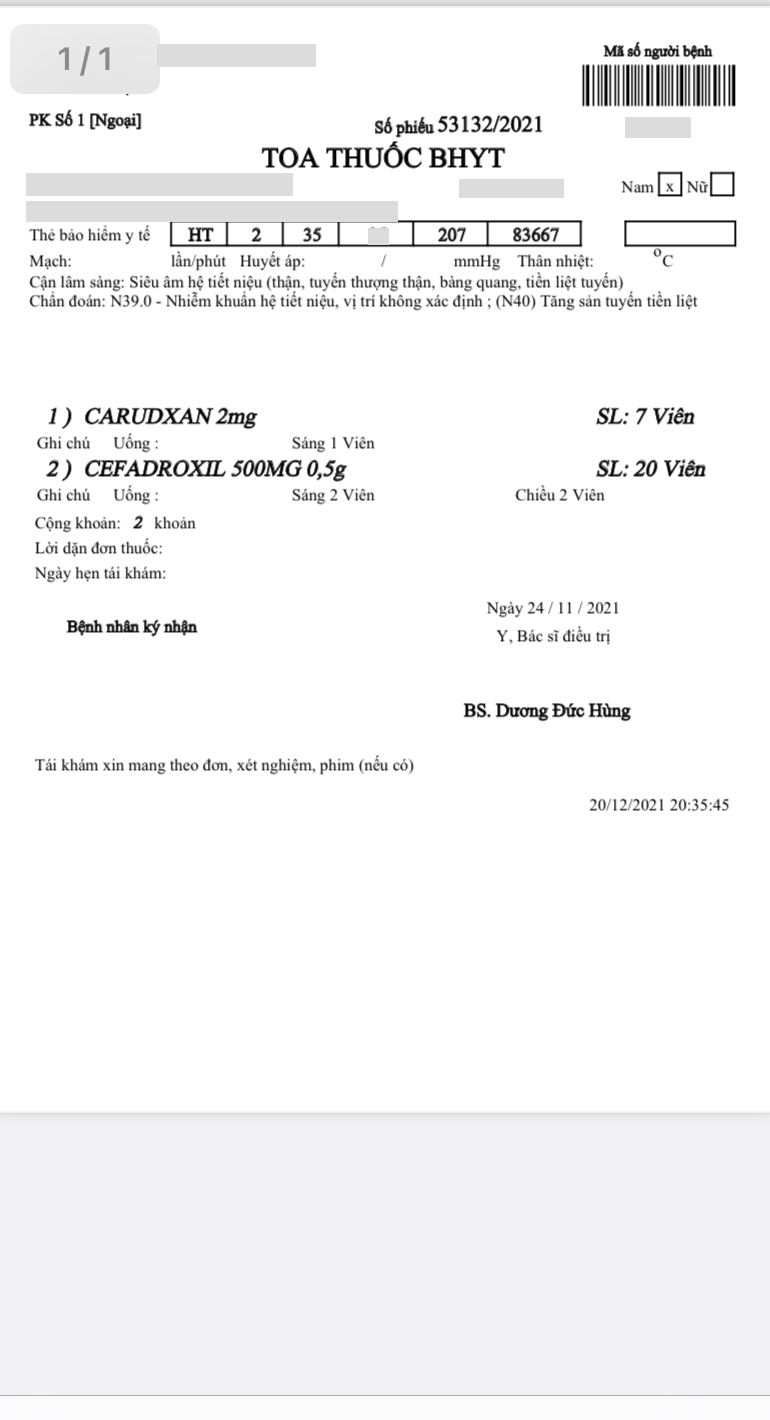 1/1
Mã số người bệnh
PK Số 1 [Ngoại]
Số phiếu 53132/2021
TOA THUỐC BHYT
Nam x Nữ
Thẻ bảo hiểm y tế HT 2 35 207 83667
Mạch: lần/phút Huyết áp: / mmHg Thân nhiệt: °C
Cận lâm sàng: Siêu âm hệ tiết niệu (thận, tuyến thượng thận, bàng quang, tiền liệt tuyến)
Chẩn đoán: N39.0 - Nhiễm khuẩn hệ tiết niệu, vị trí không xác định ; (N40) Tăng sản tuyến tiền liệt
1 ) CARUDXAN 2mg SL: 7 Viên
Ghi chú Uống : Sáng 1 Viên
2 ) CEFADROXIL 500MG 0,5g SL: 20 Viên
Ghi chú Uống : Sáng 2 Viên Chiều 2 Viên
Cộng khoản: 2 khoản
Lời dặn đơn thuốc:
Ngày hẹn tái khám:
Ngày 24 / 11 / 2021
Bệnh nhân ký nhận
Y, Bác sĩ điều trị
BS. Dương Đức Hùng
Tái khám xin mang theo đơn, xét nghiệm, phim (nếu có)
20/12/2021 20:35:45